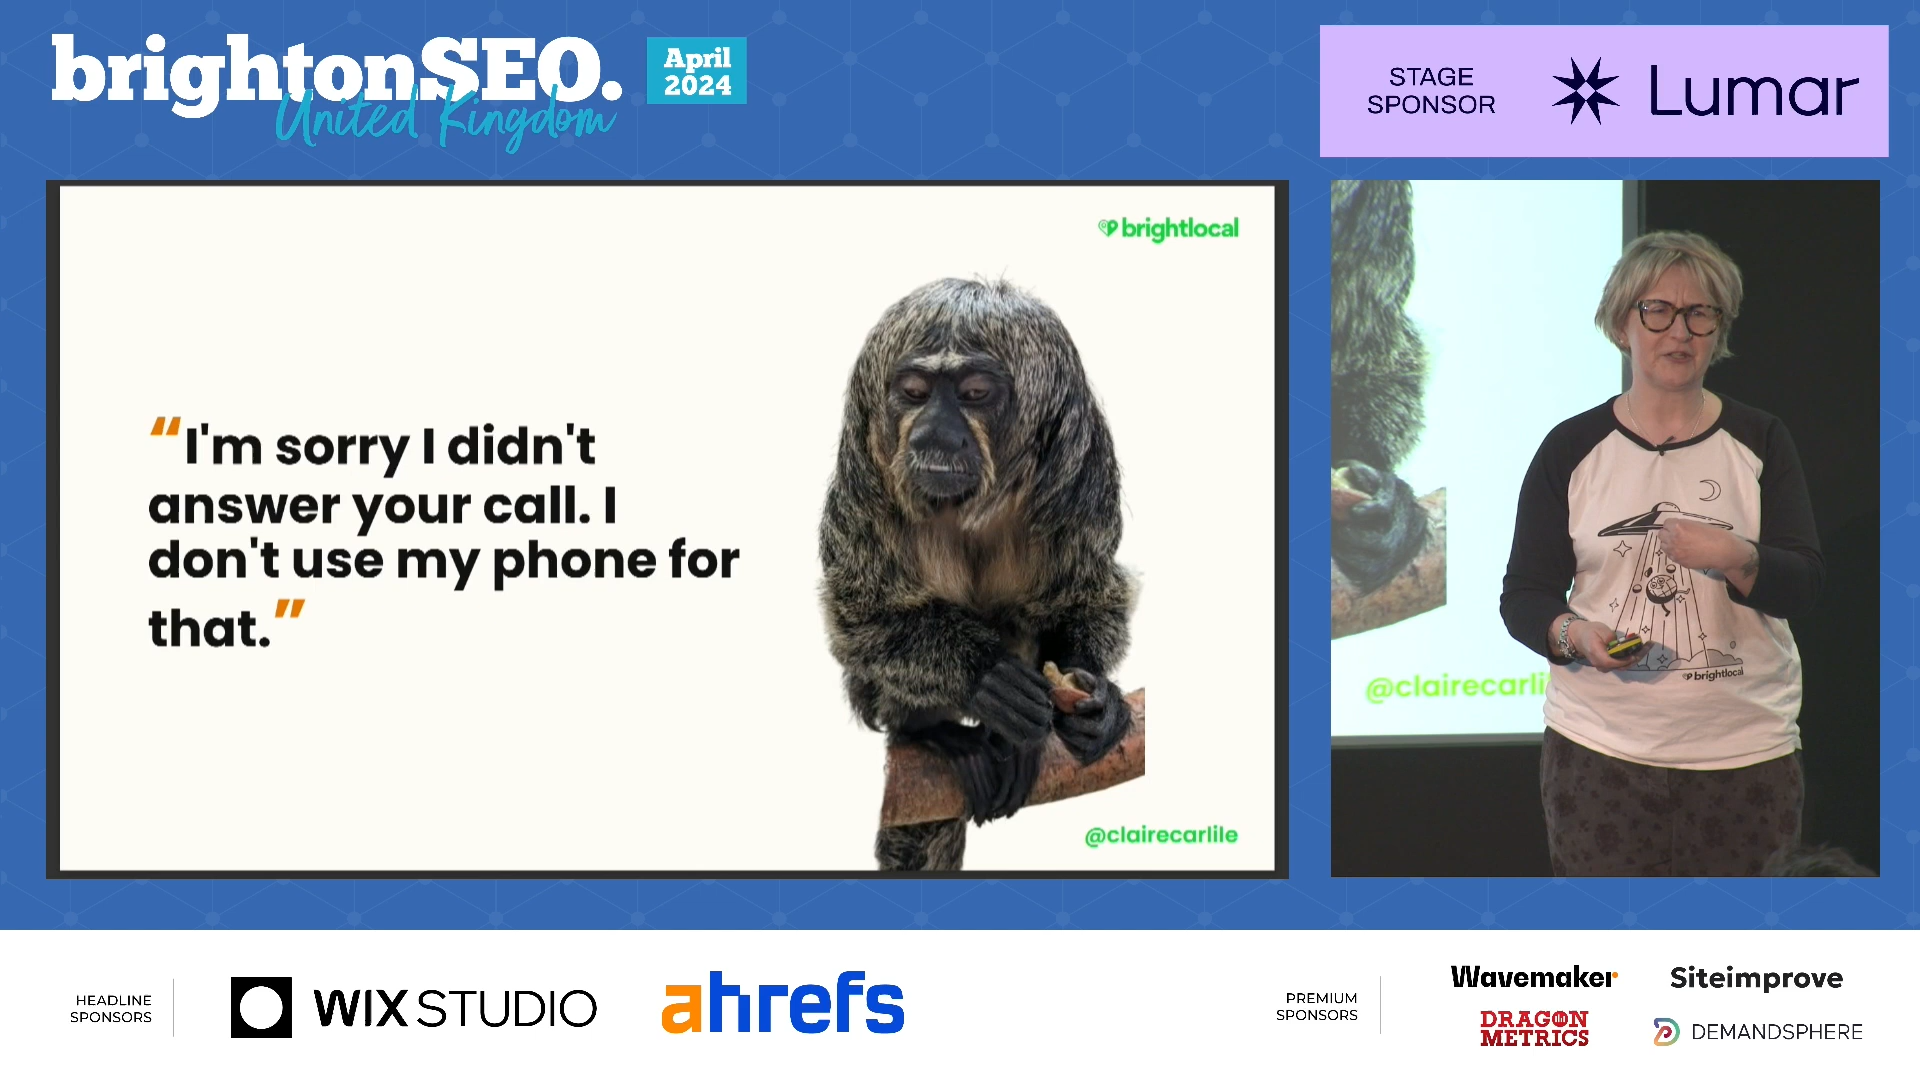 brightonSEO.
United Kingdom
April
2024
STAGE
SPONSOR
Lumar
brightlocal
“I'm sorry I didn't
answer your call. I
don't use my phone for
that.”
@clairecarlile
@clairecarli
brightlocal
HEADLINE
SPONSORS
WIX STUDIO
ahrefs
PREMIUM
SPONSORS
Wavemaker
Siteimprove
DRAGON
METRICS
DEMANDSPHERE